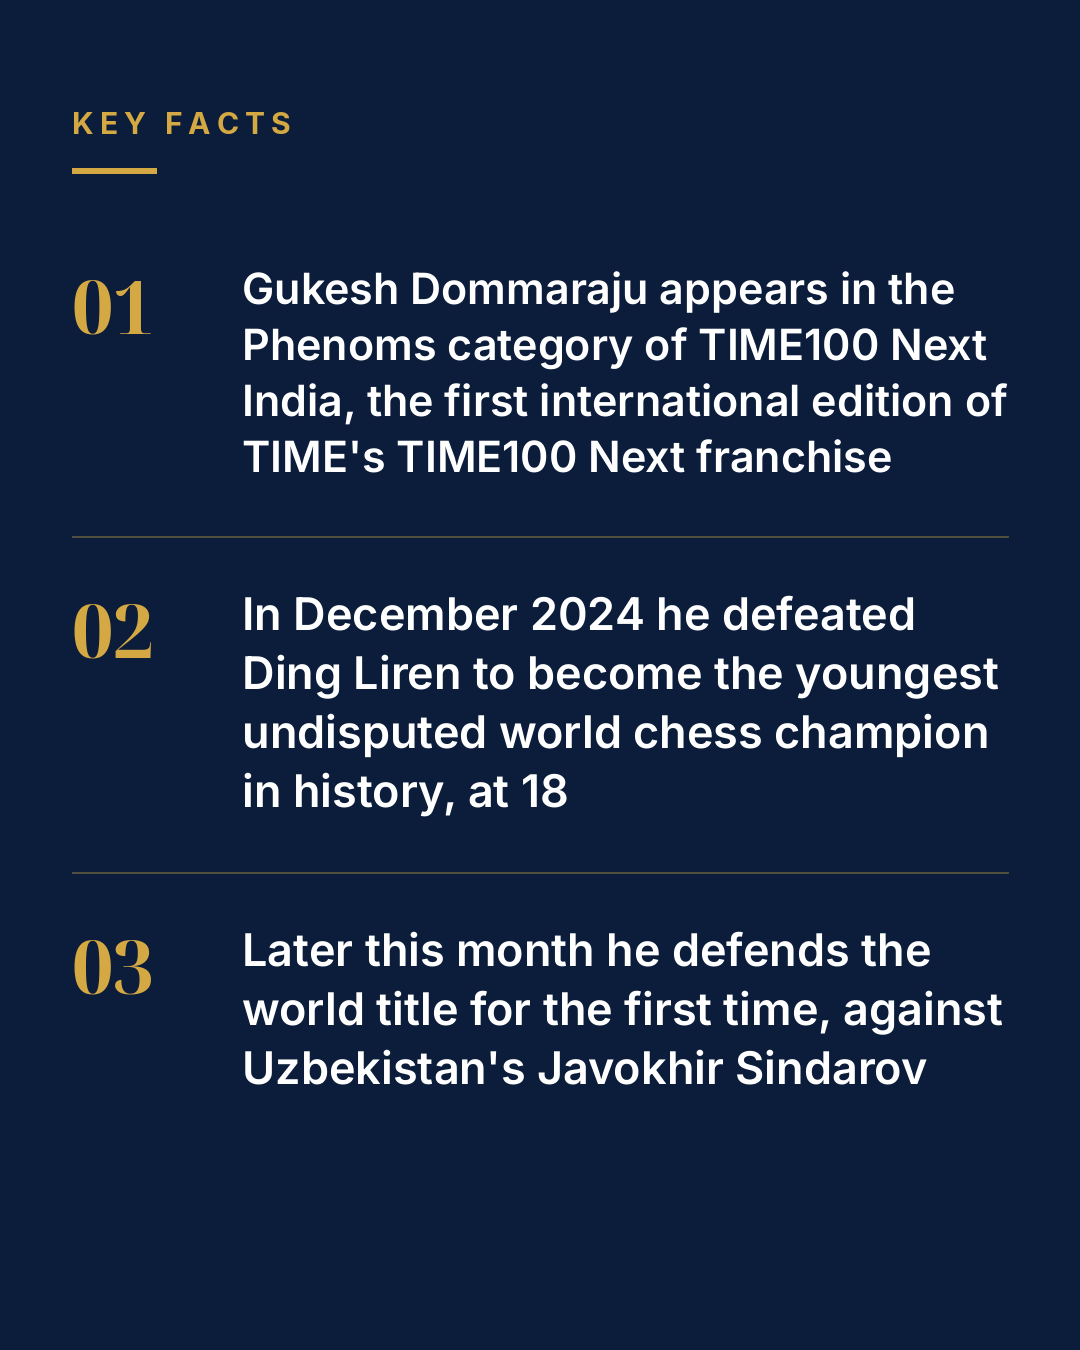 KEY FACTS
01
Gukesh Dommaraju appears in the
Phenoms category of TIME100 Next
India, the first international edition of
TIME's TIME100 Next franchise
02
In December 2024 he defeated
Ding Liren to become the youngest
undisputed world chess champion
in history, at 18
03
Later this month he defends the
world title for the first time, against
Uzbekistan's Javokhir Sindarov